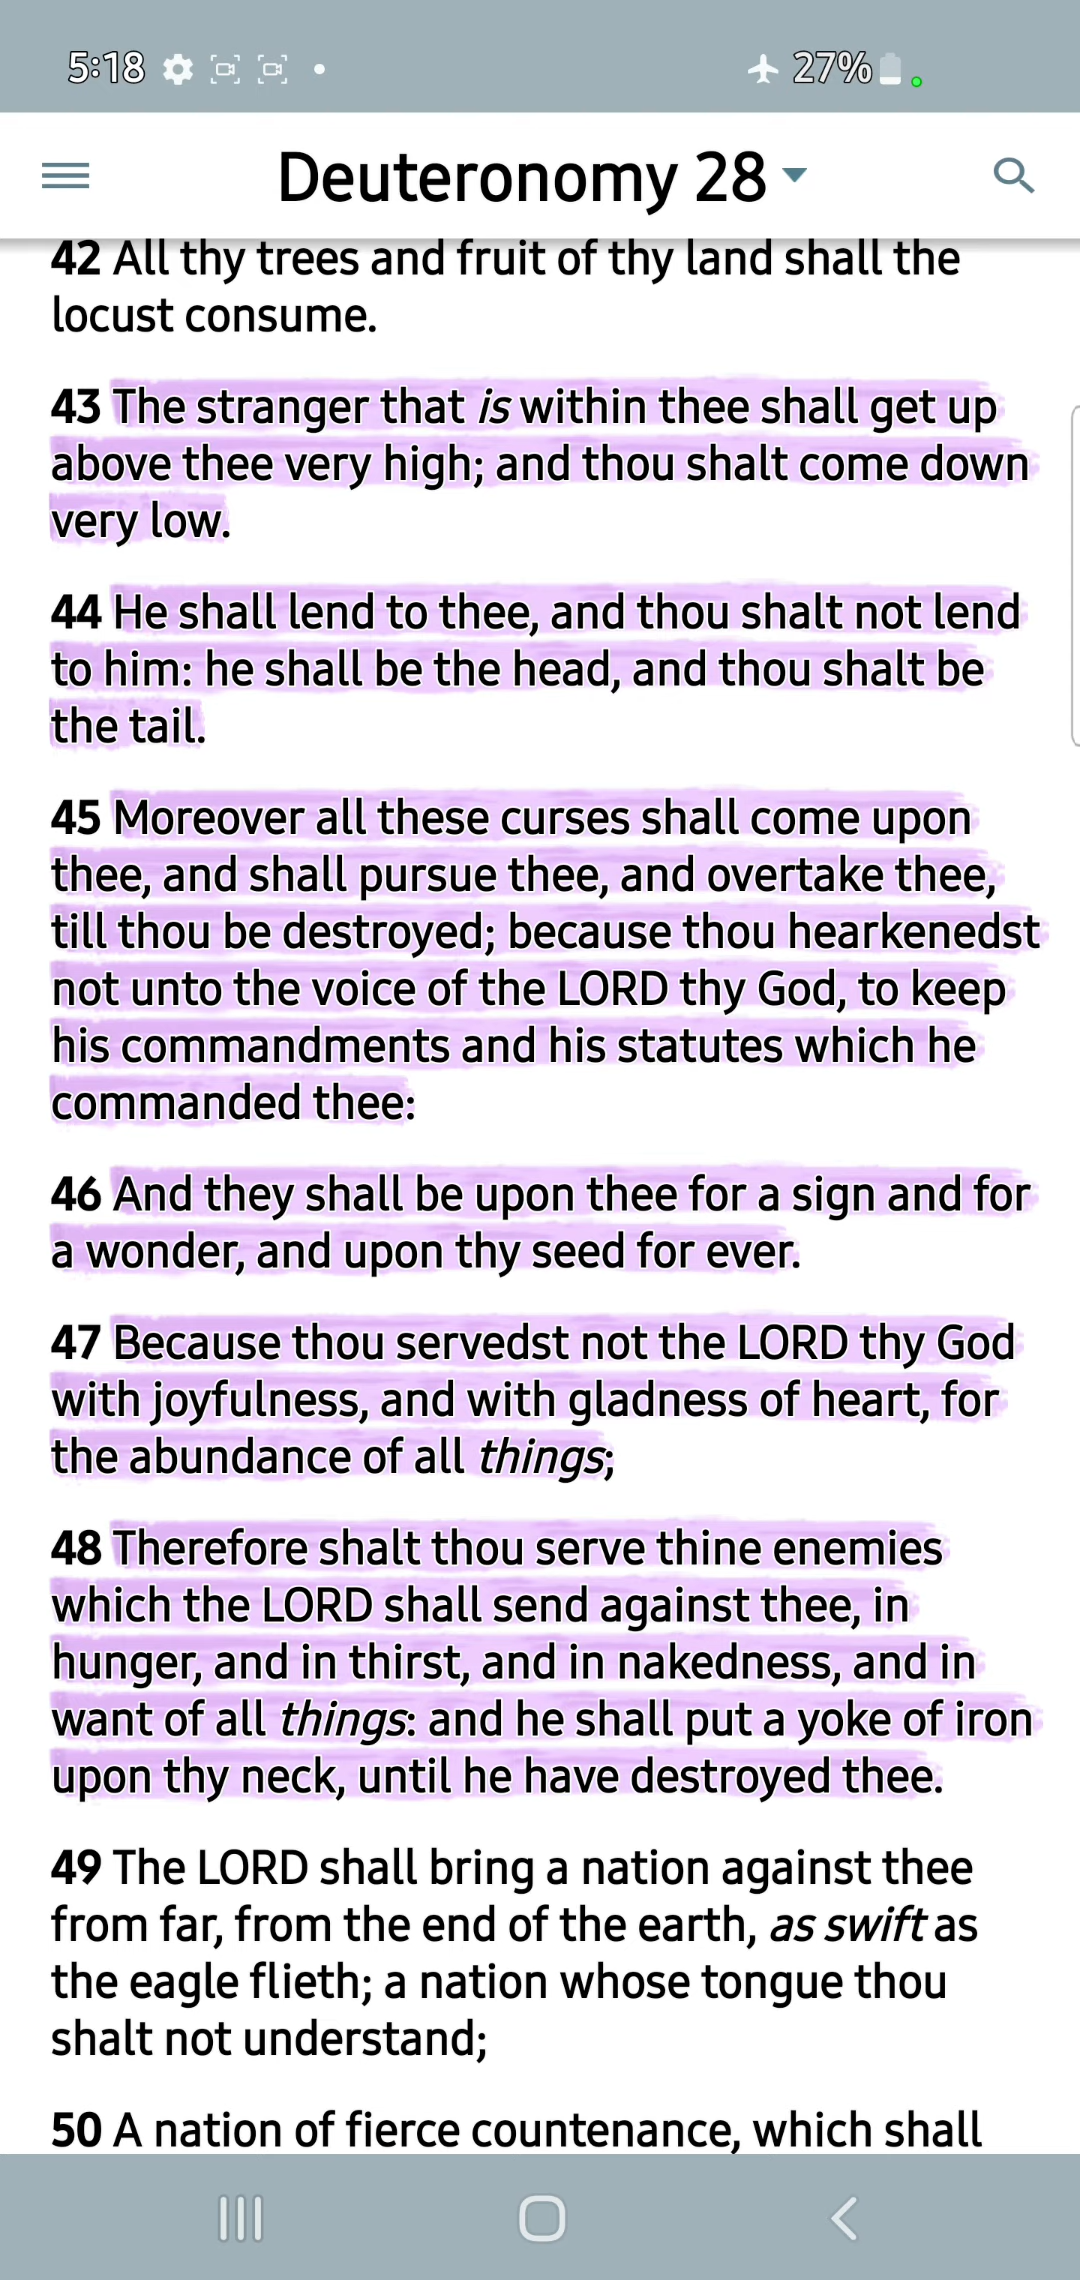 5:18
27%
Deuteronomy 28
42 All thy trees and fruit of thy land shall the
locust consume.
43 The stranger that is within thee shall get up
above thee very high; and thou shalt come down
very low.
44 He shall lend to thee, and thou shalt not lend
to him: he shall be the head, and thou shalt be
the tail.
45 Moreover all these curses shall come upon
thee, and shall pursue thee, and overtake thee,
till thou be destroyed; because thou hearkenedst
not unto the voice of the LORD thy God, to keep
his commandments and his statutes which he
commanded thee:
46 And they shall be upon thee for a sign and for
a wonder, and upon thy seed for ever.
47 Because thou servedst not the LORD thy God
with joyfulness, and with gladness of heart, for
the abundance of all things;
48 Therefore shalt thou serve thine enemies
which the LORD shall send against thee, in
hunger, and in thirst, and in nakedness, and in
want of all things: and he shall put a yoke of iron
upon thy neck, until he have destroyed thee.
49 The LORD shall bring a nation against thee
from far, from the end of the earth, as swift as
the eagle flieth; a nation whose tongue thou
shalt not understand;
50 A nation of fierce countenance, which shall